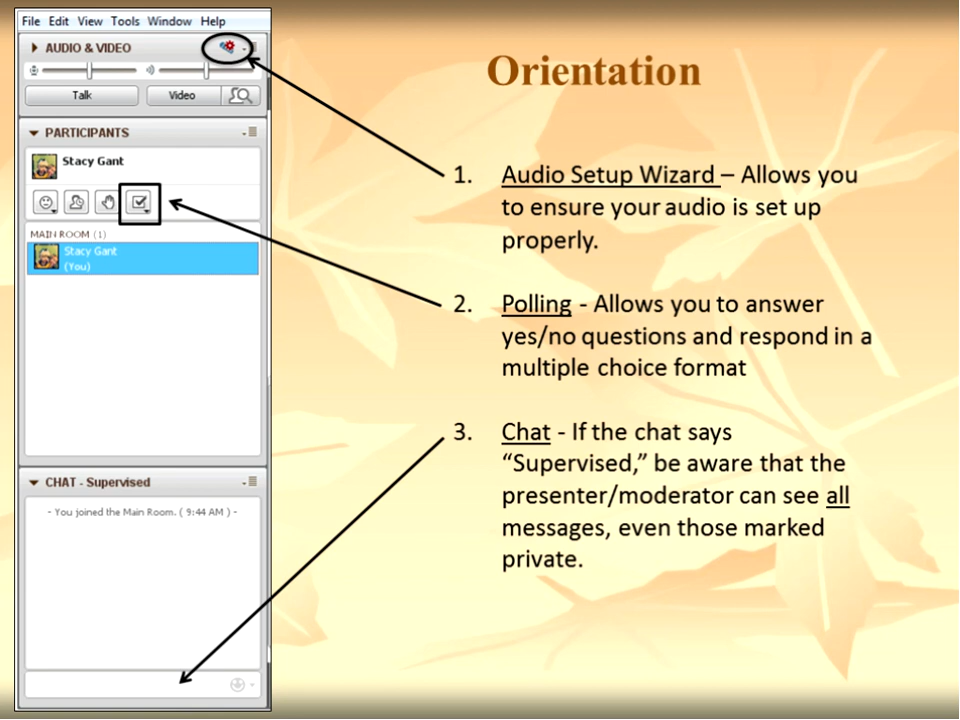 File Edit View Tools Window Help
AUDIO & VIDEO
Talk Video
PARTICIPANTS
Stacy Gant
MAIN ROOM (1)
Stacy Gant
(You)
CHAT - Supervised
- You joined the Main Room. ( 9:44 AM ) -
Orientation
1. Audio Setup Wizard – Allows you
to ensure your audio is set up
properly.
2. Polling - Allows you to answer
yes/no questions and respond in a
multiple choice format
3. Chat - If the chat says
“Supervised,” be aware that the
presenter/moderator can see all
messages, even those marked
private.